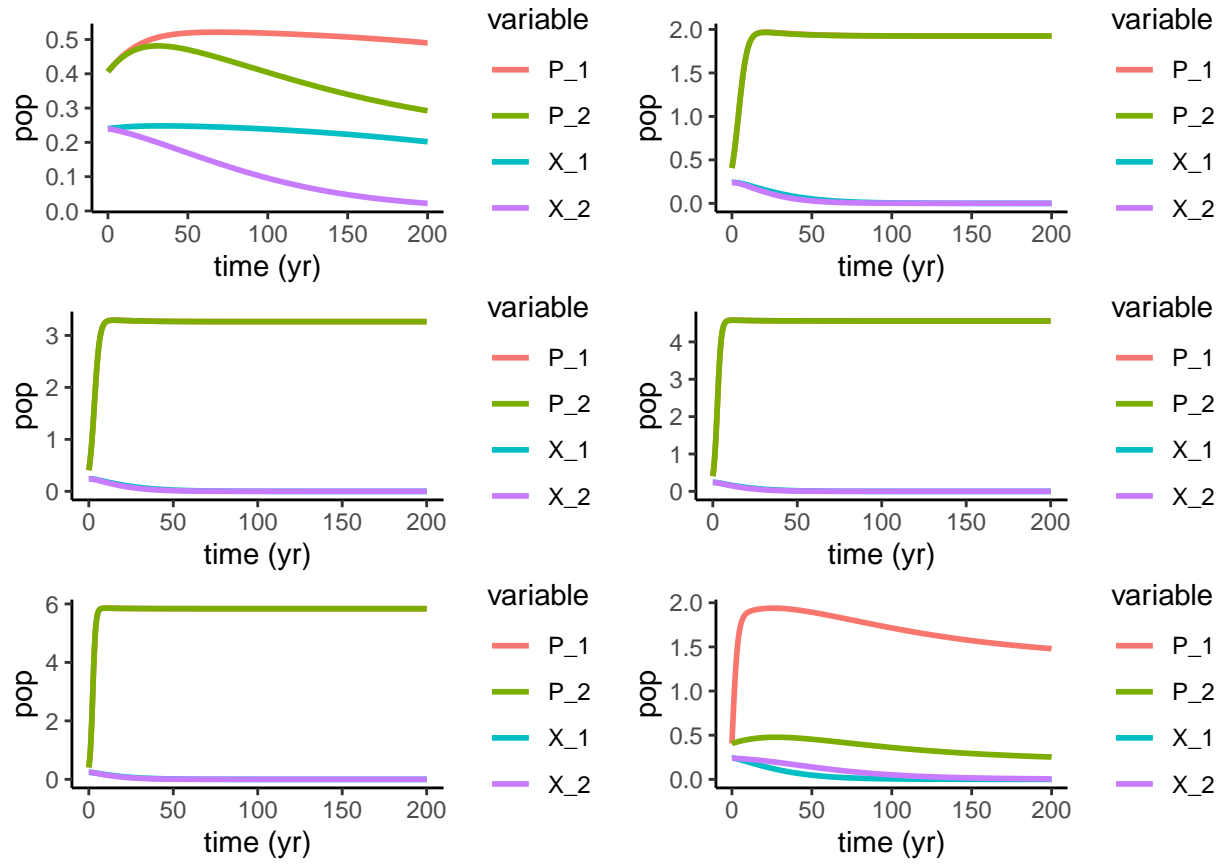 variable
P_1
P_2
X_1
X_2
pop
0.5
0.4
0.3
0.2
0.1
0.0
0 50 100 150 200
time (yr)
variable
P_1
P_2
X_1
X_2
pop
2.0
1.5
1.0
0.5
0.0
0 50 100 150 200
time (yr)
variable
P_1
P_2
X_1
X_2
pop
3
2
1
0
0 50 100 150 200
time (yr)
variable
P_1
P_2
X_1
X_2
pop
4
3
2
1
0
0 50 100 150 200
time (yr)
variable
P_1
P_2
X_1
X_2
pop
6
4
2
0
0 50 100 150 200
time (yr)
variable
P_1
P_2
X_1
X_2
pop
2.0
1.5
1.0
0.5
0.0
0 50 100 150 200
time (yr)